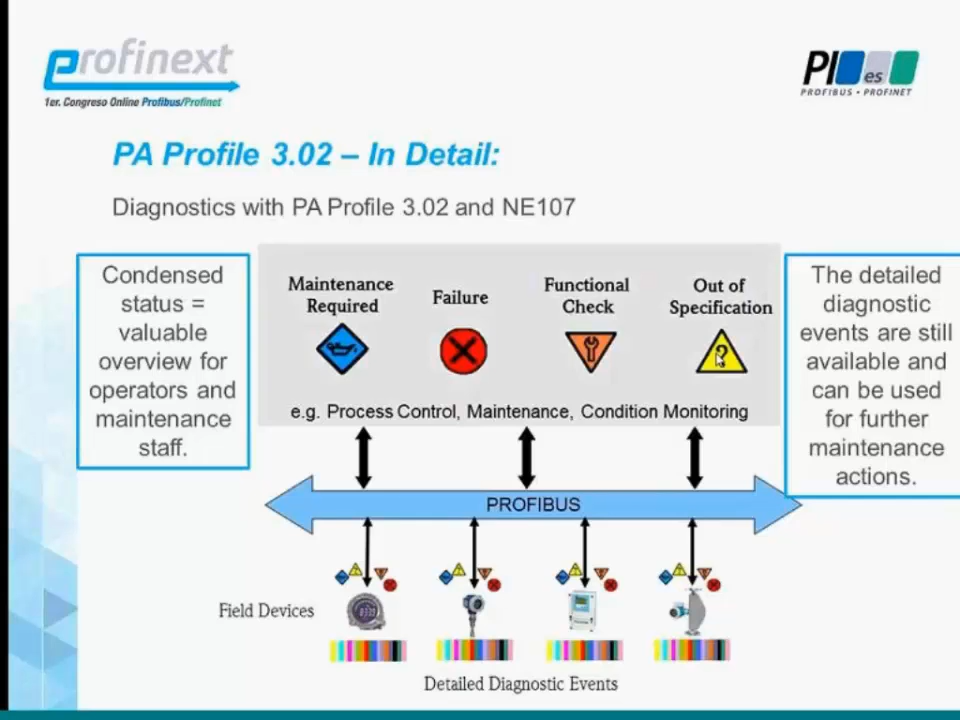 profinext
1er. Congreso Online Profibus/Profinet
PI es
PROFIBUS • PROFINET
PA Profile 3.02 – In Detail:
Diagnostics with PA Profile 3.02 and NE107
Condensed
status =
valuable
overview for
operators and
maintenance
staff.
Maintenance
Required
Failure
Functional
Check
Out of
Specification
?
e.g. Process Control, Maintenance, Condition Monitoring
The detailed
diagnostic
events are still
available and
can be used
for further
maintenance
actions.
PROFIBUS
Field Devices
Detailed Diagnostic Events